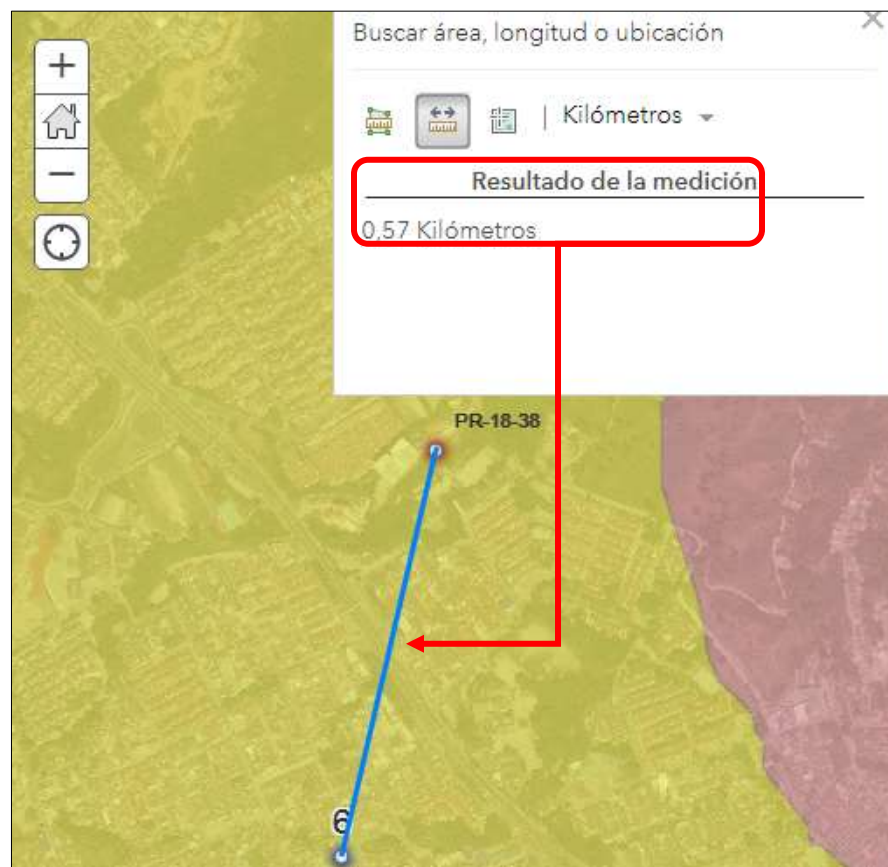 Buscar área, longitud o ubicación
| Kilómetros
Resultado de la medición
0,57 Kilómetros
PR-18-38
6